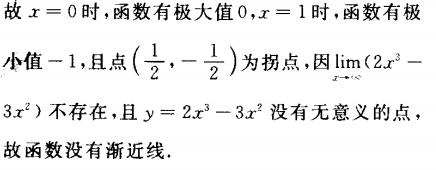 故 x = 0 时,函数有极大值 0,x = 1 时,函数有极
小值 − 1,且点(1/2, − 1/2)为拐点,因 lim_{x→∞}(2x³ −
3x²) 不存在,且 y = 2x³ − 3x² 没有无意义的点,
故函数没有渐近线.